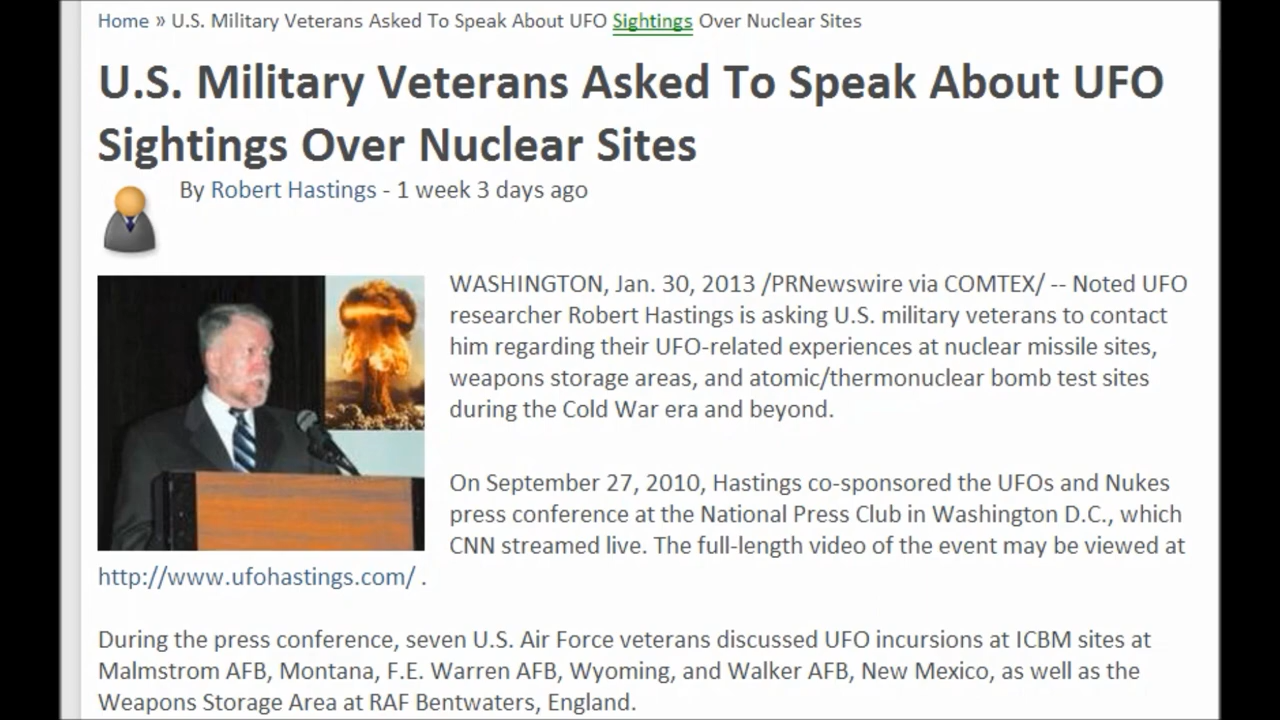 Home » U.S. Military Veterans Asked To Speak About UFO Sightings Over Nuclear Sites
U.S. Military Veterans Asked To Speak About UFO
Sightings Over Nuclear Sites
By Robert Hastings - 1 week 3 days ago
WASHINGTON, Jan. 30, 2013 /PRNewswire via COMTEX/ -- Noted UFO
researcher Robert Hastings is asking U.S. military veterans to contact
him regarding their UFO-related experiences at nuclear missile sites,
weapons storage areas, and atomic/thermonuclear bomb test sites
during the Cold War era and beyond.
On September 27, 2010, Hastings co-sponsored the UFOs and Nukes
press conference at the National Press Club in Washington D.C., which
CNN streamed live. The full-length video of the event may be viewed at
http://www.ufohastings.com/ .
During the press conference, seven U.S. Air Force veterans discussed UFO incursions at ICBM sites at
Malmstrom AFB, Montana, F.E. Warren AFB, Wyoming, and Walker AFB, New Mexico, as well as the
Weapons Storage Area at RAF Bentwaters, England.